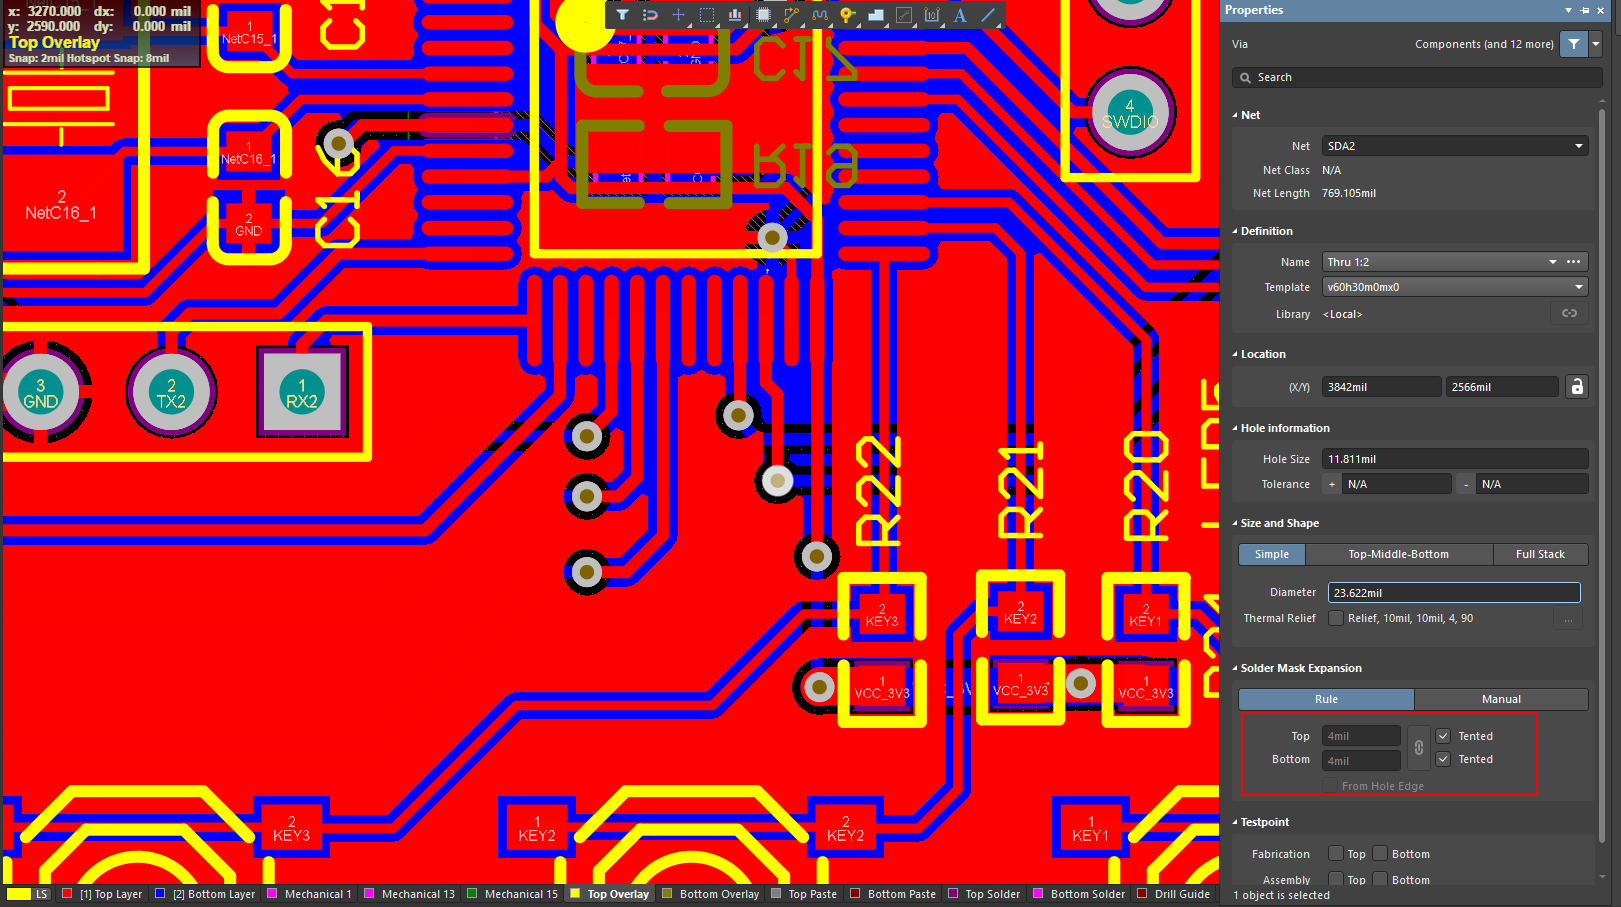 x: 3270.000 dx: 0.000 mil
y: 2590.000 dy: 0.000 mil
Top Overlay
Snap: 2mil Hotspot Snap: 8mil
1
NetC15_1
1
NetC16_1
2
NetC16_1
2
GND
C16
C17
R16
4
SWDIO
3
GND
2
TX2
1
RX2
R22
R21
R20
2
KEY3
2
KEY2
2
KEY1
1
VCC_3V3
1
VCC_3V3
1
VCC_3V3
2
KEY3
1
KEY2
2
KEY2
1
KEY1
LS
[1] Top Layer
[2] Bottom Layer
Mechanical 1
Mechanical 13
Mechanical 15
Top Overlay
Bottom Overlay
Top Paste
Bottom Paste
Top Solder
Bottom Solder
Drill Guide
Properties
Via
Components (and 12 more)
Search
Net
Net SDA2
Net Class N/A
Net Length 769.105mil
Definition
Name Thru 1:2
Template v60h30m0mx0
Library <Local>
Location
(X/Y) 3842mil 2566mil
Hole information
Hole Size 11.811mil
Tolerance + N/A - N/A
Size and Shape
Simple Top-Middle-Bottom Full Stack
Diameter 23.622mil
Thermal Relief Relief, 10mil, 10mil, 4, 90
Solder Mask Expansion
Rule Manual
Top 4mil Tented
Bottom 4mil Tented
From Hole Edge
Testpoint
Fabrication Top Bottom
Assembly Top Bottom
1 object is selected